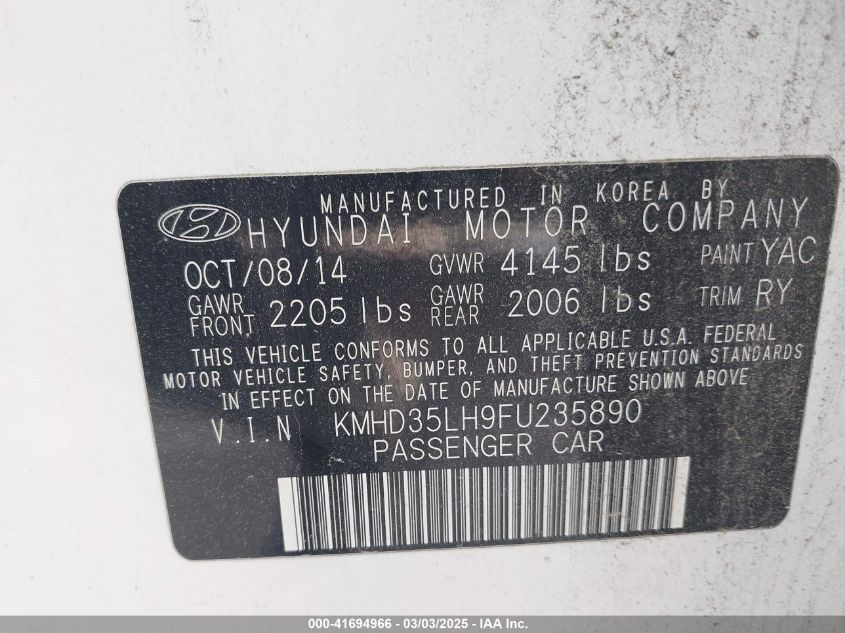 MANUFACTURED IN KOREA BY
HYUNDAI MOTOR COMPANY
OCT/08/14 GVWR 4145 lbs PAINT YAC
GAWR FRONT 2205 lbs GAWR REAR 2006 lbs TRIM RY
THIS VEHICLE CONFORMS TO ALL APPLICABLE U.S.A. FEDERAL
MOTOR VEHICLE SAFETY, BUMPER, AND THEFT PREVENTION STANDARDS
IN EFFECT ON THE DATE OF MANUFACTURE SHOWN ABOVE
V.I.N KMHD35LH9FU235890
PASSENGER CAR
000-41694966 — 03/03/2025 — IAA Inc.